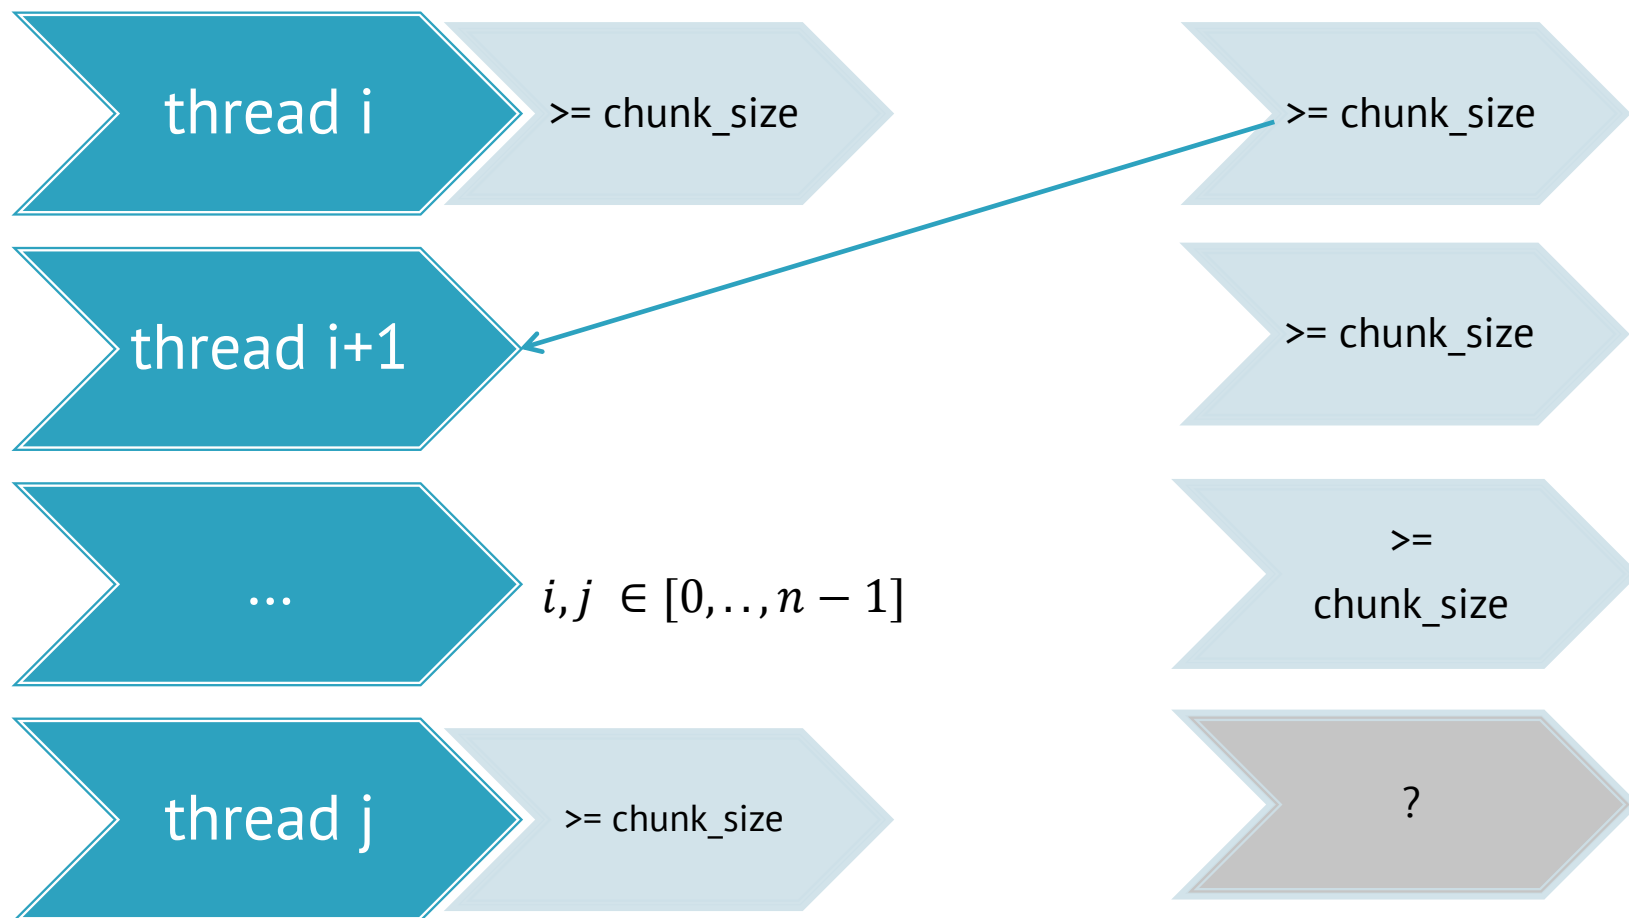 thread i
>= chunk_size
>= chunk_size
thread i+1
>= chunk_size
...
i, j ∈ [0, . . , n − 1]
>=
chunk_size
thread j
>= chunk_size
?